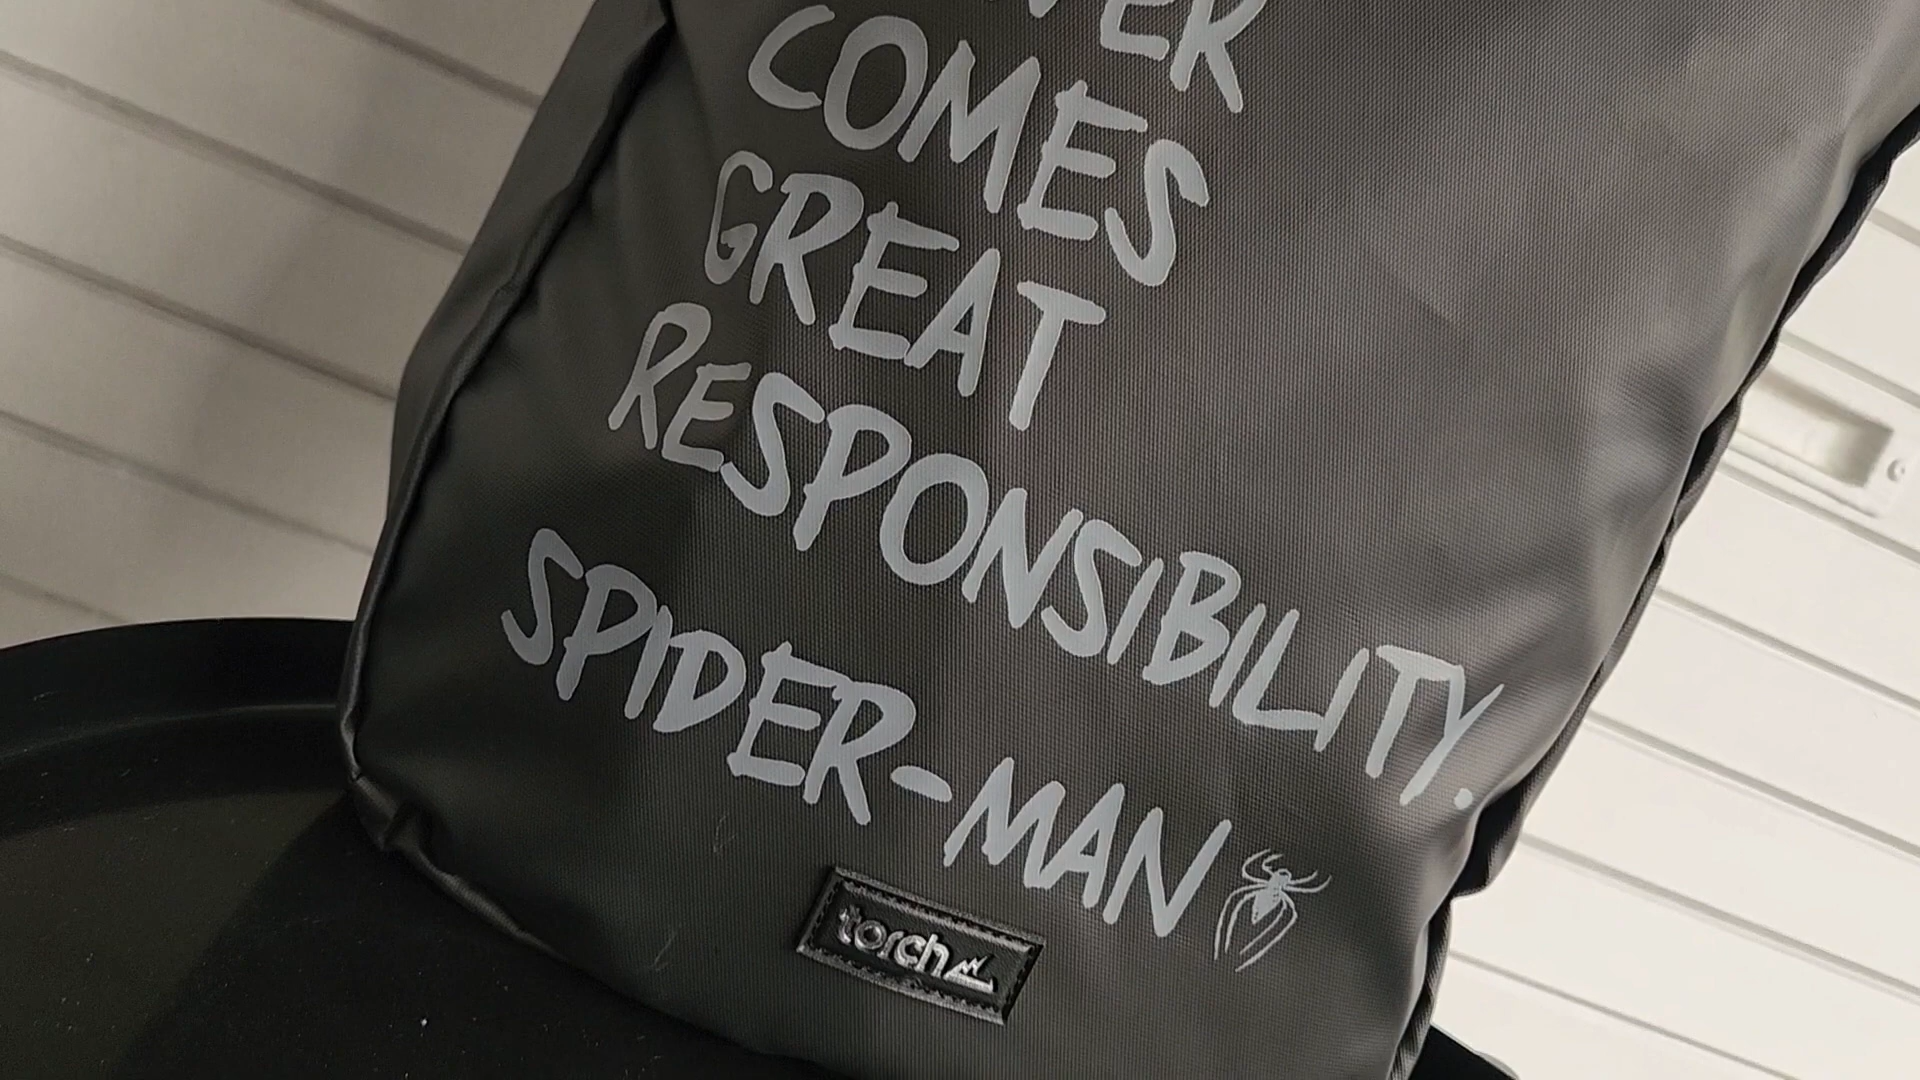 COMES
GREAT
RESPONSIBILITY.
SPIDER-MAN
torch